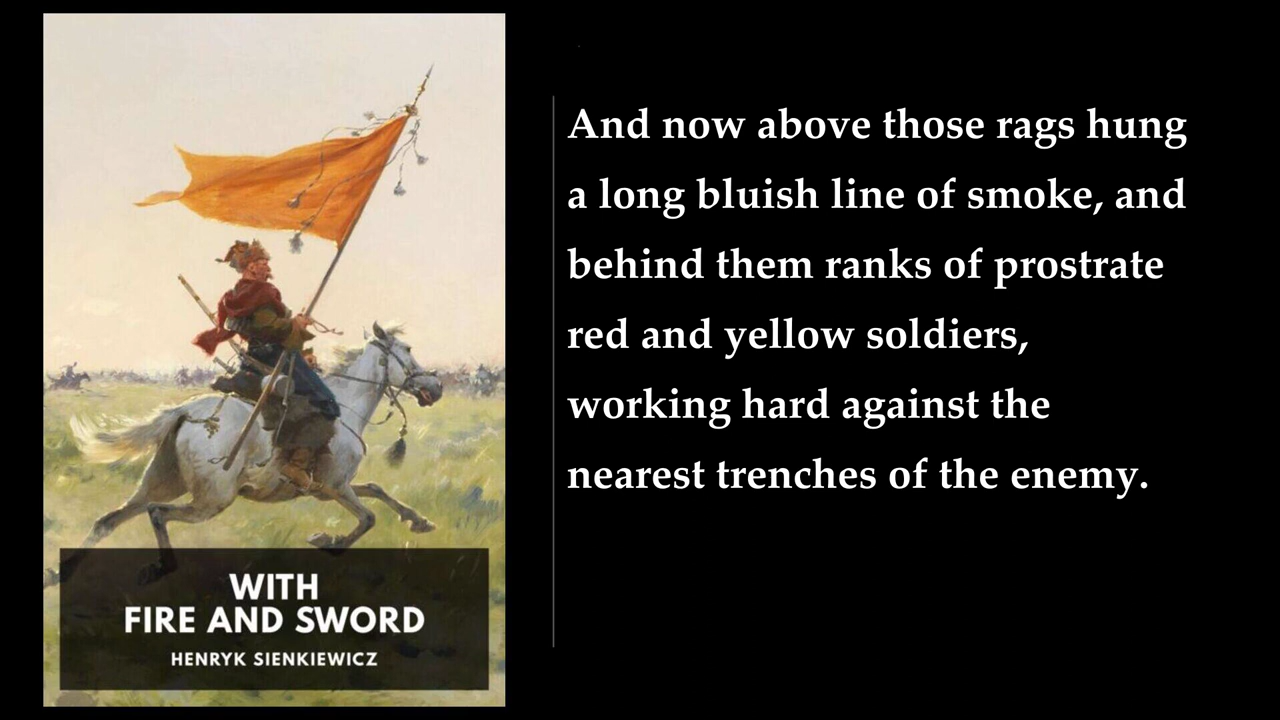 WITH
FIRE AND SWORD
HENRYK SIENKIEWICZ
And now above those rags hung
a long bluish line of smoke, and
behind them ranks of prostrate
red and yellow soldiers,
working hard against the
nearest trenches of the enemy.